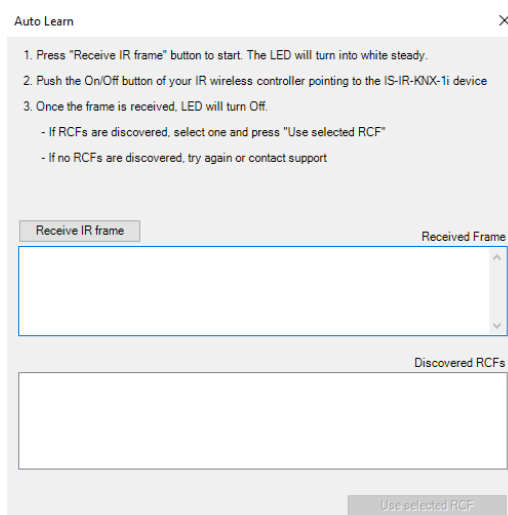 Auto Learn
1. Press "Receive IR frame" button to start. The LED will turn into white steady.
2. Push the On/Off button of your IR wireless controller pointing to the IS-IR-KNX-1i device
3. Once the frame is received, LED will turn Off.
- If RCFs are discovered, select one and press "Use selected RCF"
- If no RCFs are discovered, try again or contact support
Receive IR frame
Received Frame
Discovered RCFs
Use selected RCF